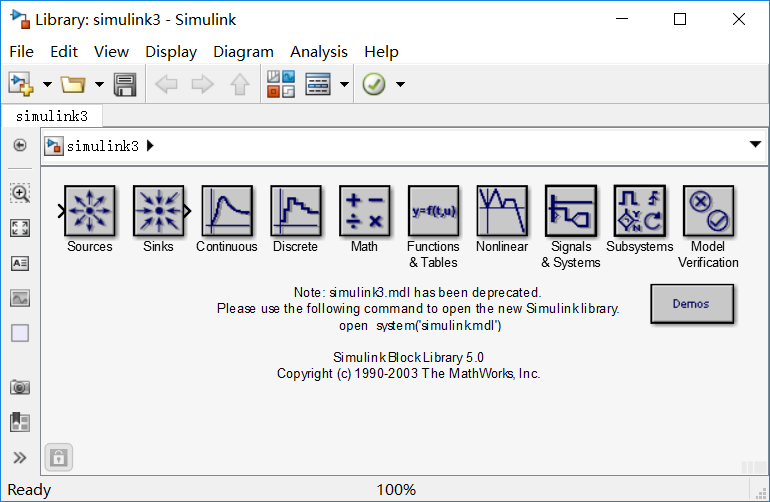 Library: simulink3 - Simulink
File Edit View Display Diagram Analysis Help
simulink3
simulink3
Sources Sinks Continuous Discrete Math Functions & Tables Nonlinear Signals & Systems Subsystems Model Verification
y=f(t,u)
Note: simulink3.mdl has been deprecated.
Please use the following command to open the new Simulink library.
open system('simulink.mdl')
Demos
Simulink Block Library 5.0
Copyright (c) 1990-2003 The MathWorks, Inc.
Ready 100%